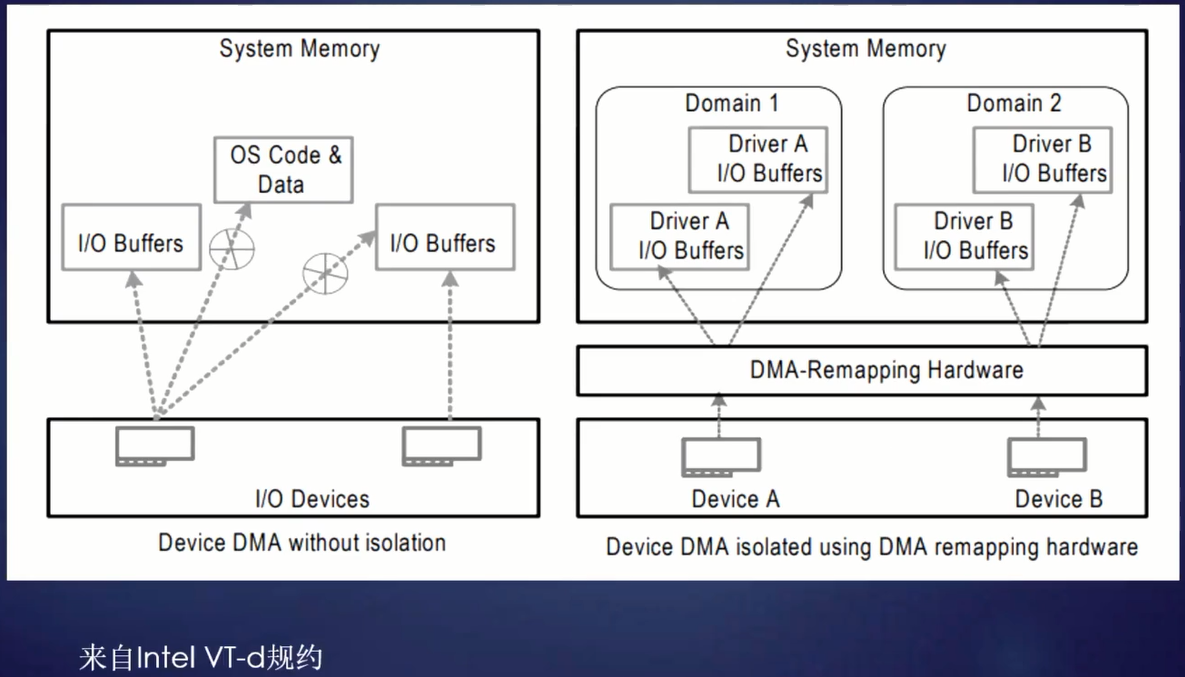 System Memory
OS Code &
Data
I/O Buffers
I/O Buffers
I/O Devices
Device DMA without isolation
System Memory
Domain 1
Driver A
I/O Buffers
Driver A
I/O Buffers
Domain 2
Driver B
I/O Buffers
Driver B
I/O Buffers
DMA-Remapping Hardware
Device A
Device B
Device DMA isolated using DMA remapping hardware
来自Intel VT-d规约